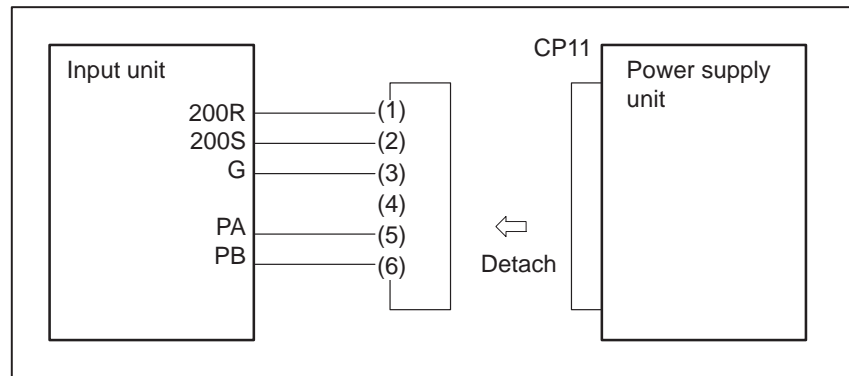 CP11
Input unit
Power supply
unit
200R
(1)
200S
(2)
G
(3)
(4)
PA
(5)
PB
(6)
Detach